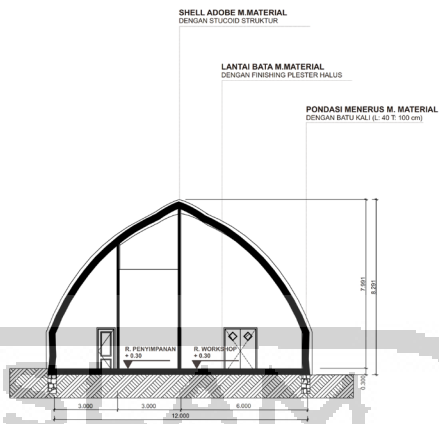 SHELL ADOBE M.MATERIAL
DENGAN STUCOID STRUKTUR
LANTAI BATA M.MATERIAL
DENGAN FINISHING PLESTER HALUS
PONDASI MENERUS M. MATERIAL
DENGAN BATU KALI (L: 40 T: 100 cm)
7.991
8.291
R. PENYIMPANAN
+ 0.30
R. WORKSHOP
+ 0.30
0.300
3.000
3.000
6.000
12.000